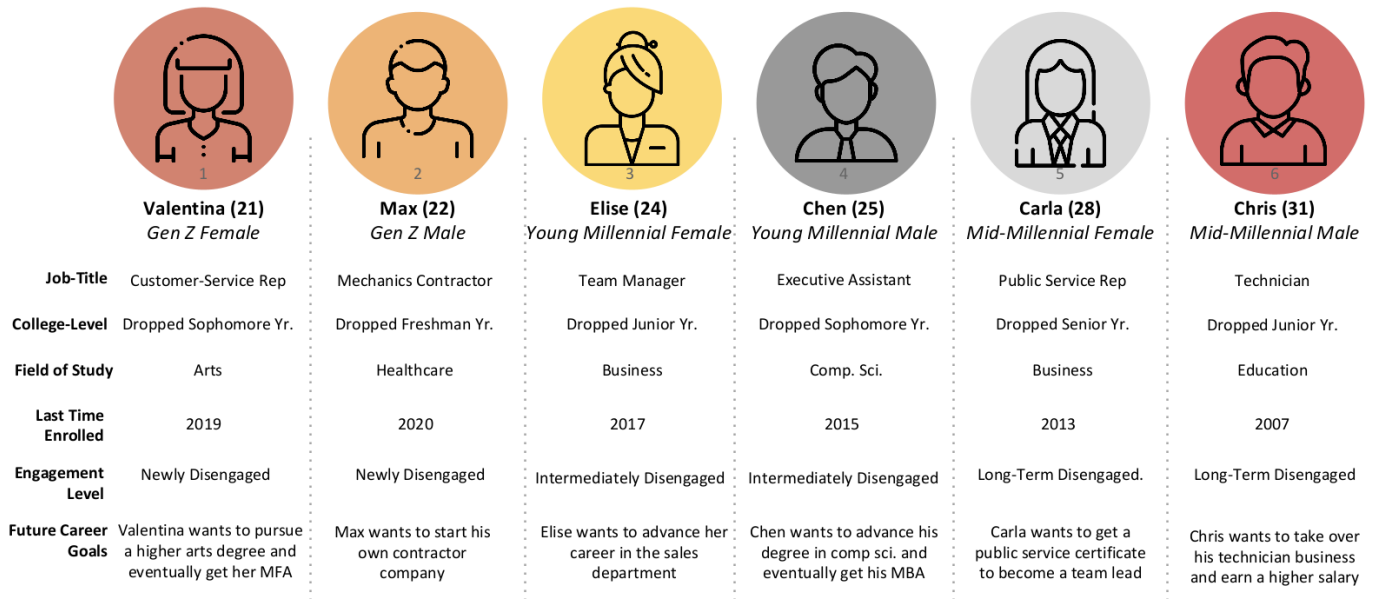 1 2 3 4 5 6
Valentina (21) Max (22) Elise (24) Chen (25) Carla (28) Chris (31)
Gen Z Female Gen Z Male Young Millennial Female Young Millennial Male Mid-Millennial Female Mid-Millennial Male
Job-Title Customer-Service Rep Mechanics Contractor Team Manager Executive Assistant Public Service Rep Technician
College-Level Dropped Sophomore Yr. Dropped Freshman Yr. Dropped Junior Yr. Dropped Sophomore Yr. Dropped Senior Yr. Dropped Junior Yr.
Field of Study Arts Healthcare Business Comp. Sci. Business Education
Last Time
Enrolled 2019 2020 2017 2015 2013 2007
Engagement
Level Newly Disengaged Newly Disengaged Intermediately Disengaged Intermediately Disengaged Long-Term Disengaged. Long-Term Disengaged
Future Career
Goals
Valentina wants to pursue
a higher arts degree and
eventually get her MFA
Max wants to start his
own contractor
company
Elise wants to advance her
career in the sales
department
Chen wants to advance his
degree in comp sci. and
eventually get his MBA
Carla wants to get a
public service certificate
to become a team lead
Chris wants to take over
his technician business
and earn a higher salary